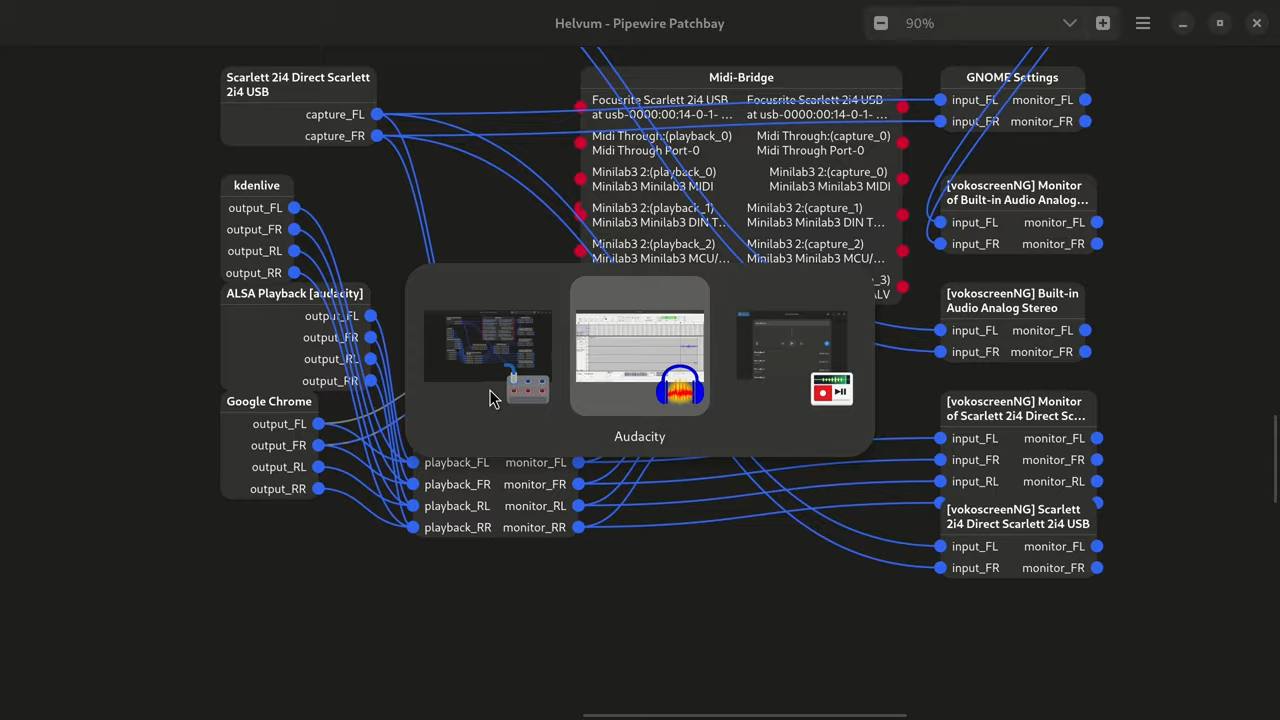 Helvum - Pipewire Patchbay
90%
Scarlett 2i4 Direct Scarlett
2i4 USB
capture_FL
capture_FR
kdenlive
output_FL
output_FR
output_RL
output_RR
ALSA Playback [audacity]
output_FL
output_FR
output_RL
output_RR
Google Chrome
output_FL
output_FR
output_RL
output_RR
playback_FL monitor_FL
playback_FR monitor_FR
playback_RL monitor_RL
playback_RR monitor_RR
Midi-Bridge
Focusrite Scarlett 2i4 USB Focusrite Scarlett 2i4 USB
at usb-0000:00:14-0-1- ... at usb-0000:00:14-0-1- ...
Midi Through:(playback_0) Midi Through:(capture_0)
Midi Through Port-0 Midi Through Port-0
Minilab3 2:(playback_0) Minilab3 2:(capture_0)
Minilab3 Minilab3 MIDI Minilab3 Minilab3 MIDI
Minilab3 2:(playback_1) Minilab3 2:(capture_1)
Minilab3 Minilab3 DIN T... Minilab3 Minilab3 DIN T...
Minilab3 2:(playback_2) Minilab3 2:(capture_2)
Minilab3 Minilab3 MCU/... Minilab3 Minilab3 MCU/...
_3)
ALV
Audacity
GNOME Settings
input_FL monitor_FL
input_FR monitor_FR
[vokoscreenNG] Monitor
of Built-in Audio Analog...
input_FL monitor_FL
input_FR monitor_FR
[vokoscreenNG] Built-in
Audio Analog Stereo
input_FL monitor_FL
input_FR monitor_FR
[vokoscreenNG] Monitor
of Scarlett 2i4 Direct Sc...
input_FL monitor_FL
input_FR monitor_FR
input_RL monitor_RL
[vokoscreenNG] Scarlett
2i4 Direct Scarlett 2i4 USB
input_FL monitor_FL
input_FR monitor_FR